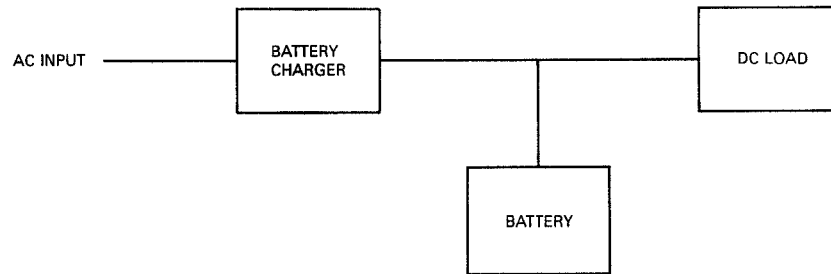 AC INPUT
BATTERY
CHARGER
DC LOAD
BATTERY